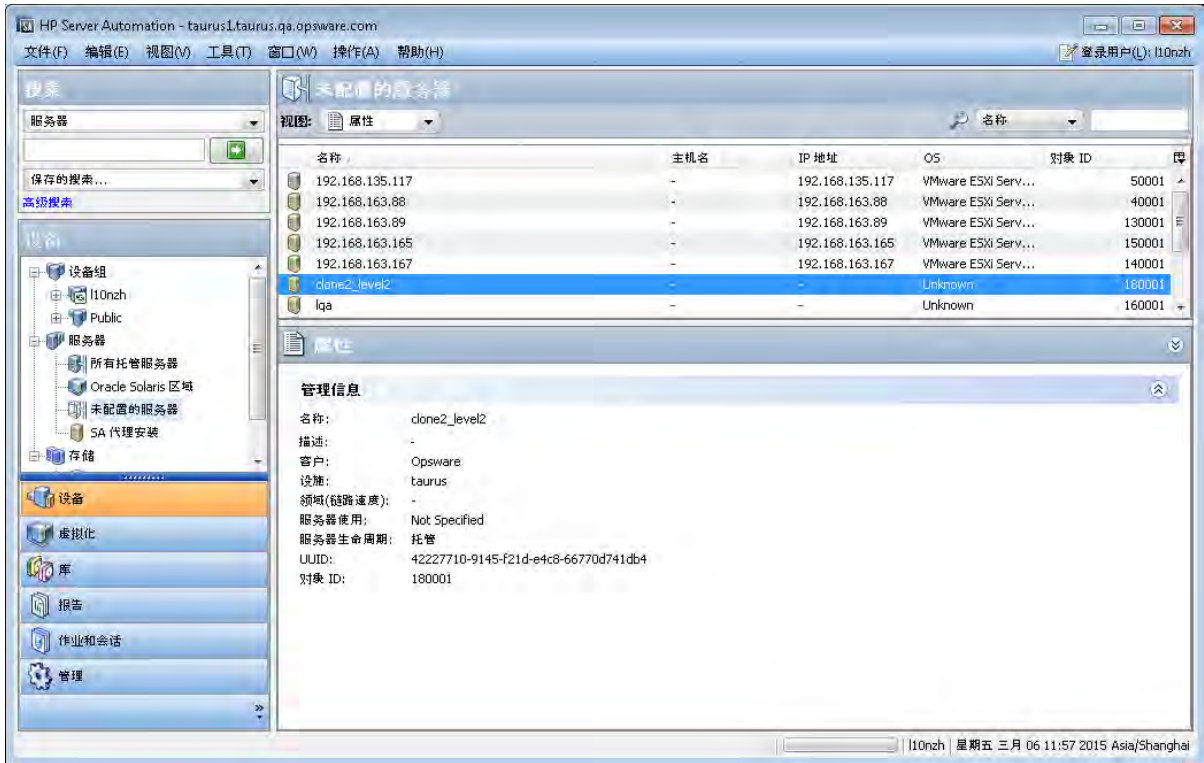 HP Server Automation - taurus1.taurus.qa.opsware.com
文件(F) 编辑(E) 视图(V) 工具(T) 窗口(W) 操作(A) 帮助(H) 登录用户(L): l10nzh
搜索
服务器
保存的搜索...
高级搜索
设备
设备组
l10nzh
Public
服务器
所有托管服务器
Oracle Solaris 区域
未配置的服务器
SA 代理安装
存储
设备
虚拟化
库
报告
作业和会话
管理
未配置的服务器
视图: 属性 名称
名称 主机名 IP 地址 OS 对象 ID
192.168.135.117 - 192.168.135.117 VMware ESXi Serv... 50001
192.168.163.88 - 192.168.163.88 VMware ESXi Serv... 40001
192.168.163.89 - 192.168.163.89 VMware ESXi Serv... 130001
192.168.163.165 - 192.168.163.165 VMware ESXi Serv... 150001
192.168.163.167 - 192.168.163.167 VMware ESXi Serv... 140001
clone2_level2 - - Unknown 180001
lqa - - Unknown 160001
属性
管理信息
名称: clone2_level2
描述: -
客户: Opsware
设施: taurus
领域(链路速度): -
服务器使用: Not Specified
服务器生命周期: 托管
UUID: 42227710-9145-f21d-e4c8-66770d741db4
对象 ID: 180001
l10nzh 星期五 三月 06 11:57 2015 Asia/Shanghai